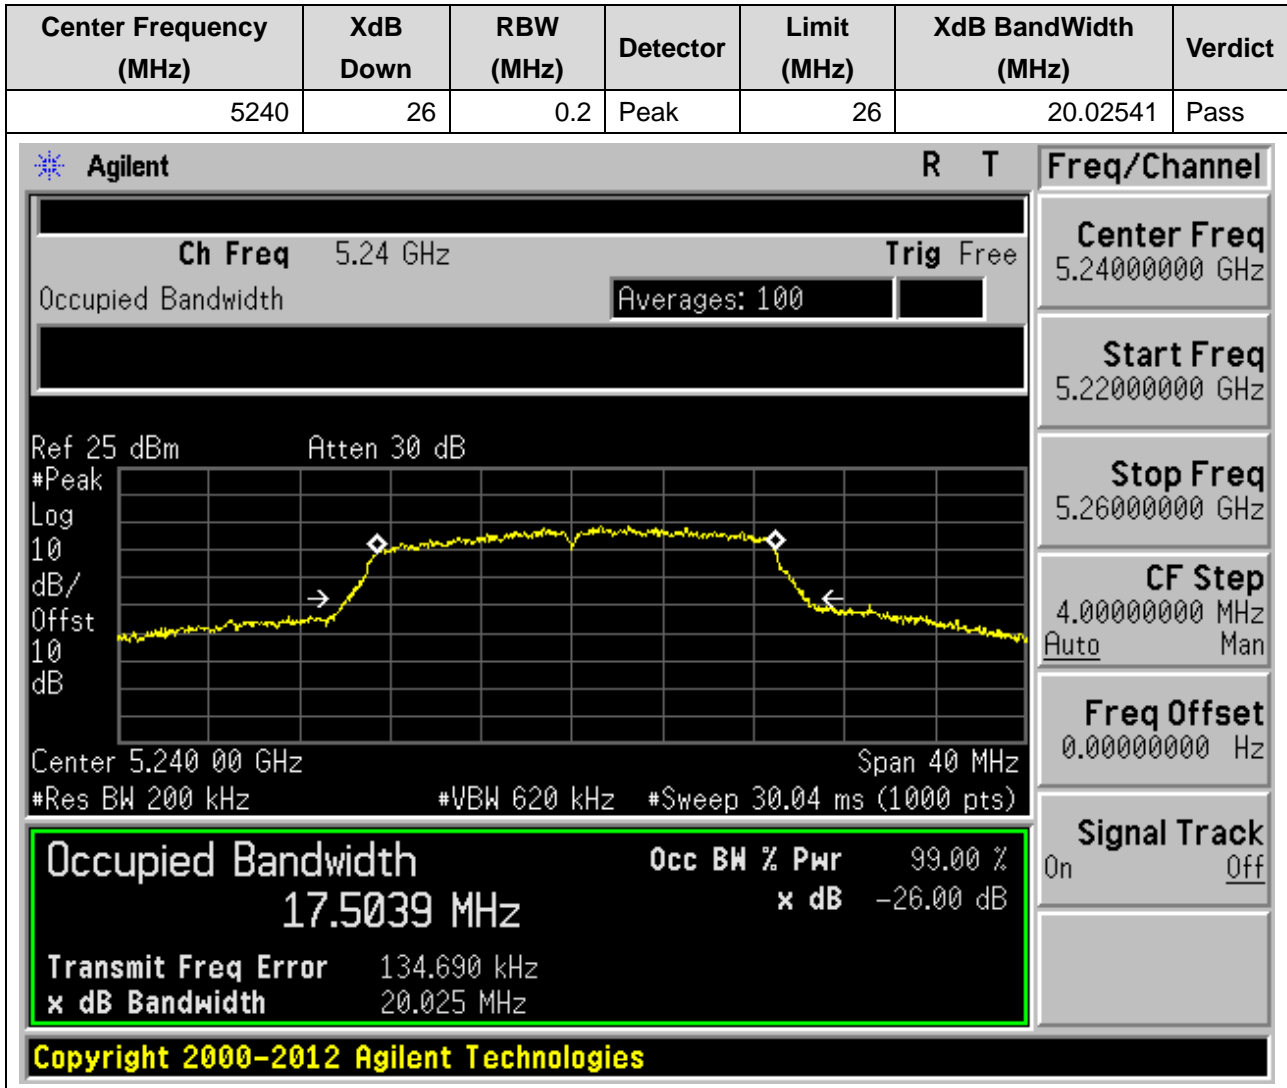 Center Frequency (MHz) XdB Down RBW (MHz) Detector Limit (MHz) XdB BandWidth (MHz) Verdict
5240 26 0.2 Peak 26 20.02541 Pass
Agilent R T
Ch Freq 5.24 GHz Trig Free
Occupied Bandwidth Averages: 100
Ref 25 dBm Atten 30 dB
#Peak
Log
10
dB/
Offst
10
dB
Center 5.240 00 GHz Span 40 MHz
#Res BW 200 kHz #VBW 620 kHz #Sweep 30.04 ms (1000 pts)
Occupied Bandwidth
17.5039 MHz
Occ BW % Pwr 99.00 %
x dB -26.00 dB
Transmit Freq Error 134.690 kHz
x dB Bandwidth 20.025 MHz
Freq/Channel
Center Freq
5.24000000 GHz
Start Freq
5.22000000 GHz
Stop Freq
5.26000000 GHz
CF Step
4.00000000 MHz
Auto Man
Freq Offset
0.00000000 Hz
Signal Track
On Off
Copyright 2000-2012 Agilent Technologies